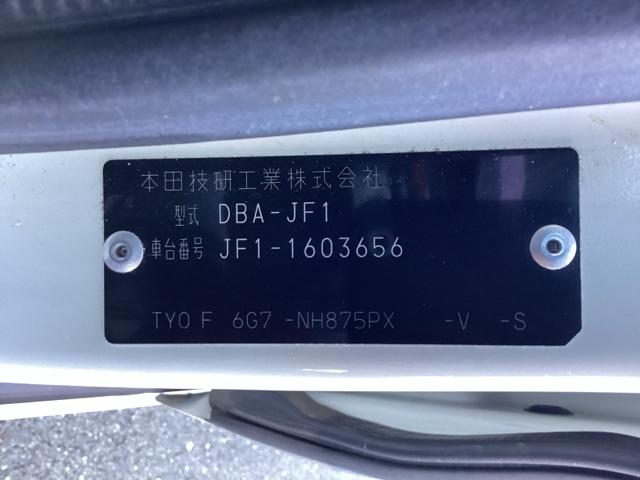 本田技研工業株式会社
型式 DBA-JF1
車台番号 JF1-1603656
TYO F 6G7 -NH875PX -V -S